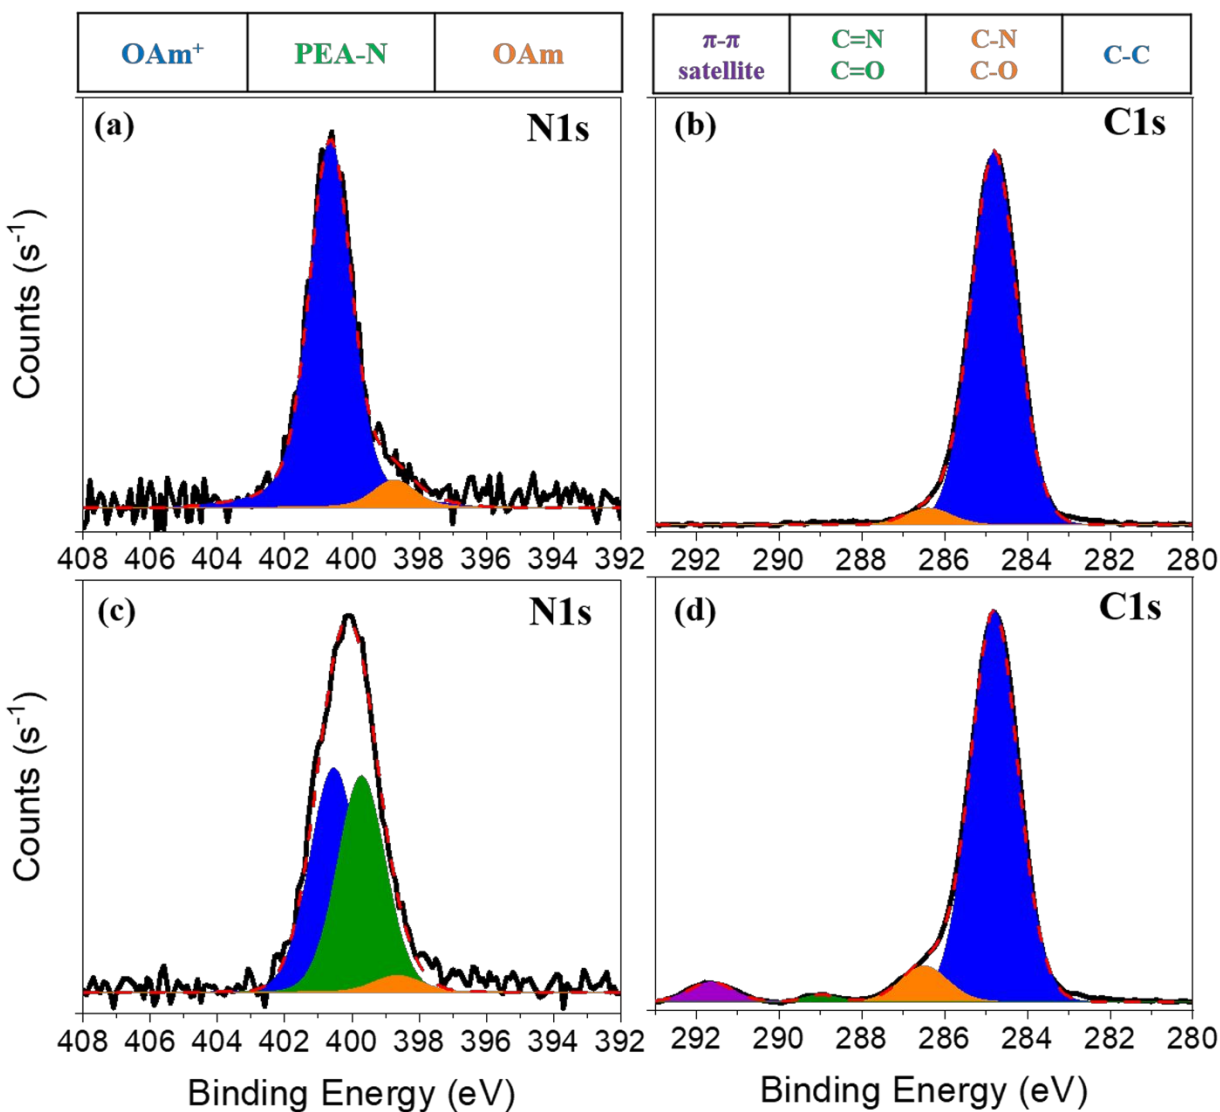 OAm⁺ PEA-N OAm
π-π satellite
C=N C=O
C-N C-O
C-C
(a) N1s
(b) C1s
Counts (s⁻¹)
408 406 404 402 400 398 396 394 392
292 290 288 286 284 282 280
(c) N1s
(d) C1s
Counts (s⁻¹)
408 406 404 402 400 398 396 394 392
292 290 288 286 284 282 280
Binding Energy (eV)
Binding Energy (eV)